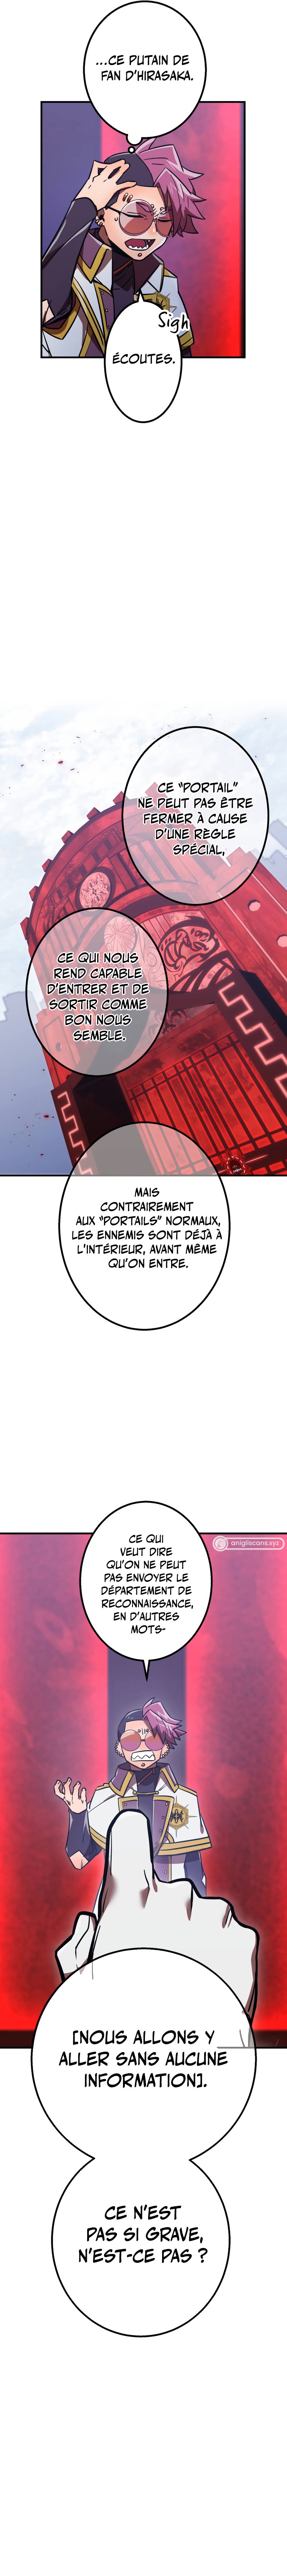 ...CE PUTAIN DE
FAN D'HIRASAKA.
Sigh
ÉCOUTES.
CE "PORTAIL"
NE PEUT PAS ÊTRE
FERMER À CAUSE
D'UNE RÈGLE
SPÉCIAL,
CE QUI NOUS
REND CAPABLE
D'ENTRER ET DE
SORTIR COMME
BON NOUS
SEMBLE.
MAIS
CONTRAIREMENT
AUX "PORTAILS" NORMAUX,
LES ENNEMIS SONT DÉJÀ À
L'INTÉRIEUR, AVANT MÊME
QU'ON ENTRE.
anigliscans.xyz
CE QUI
VEUT DIRE
QU'ON NE PEUT
PAS ENVOYER LE
DÉPARTEMENT DE
RECONNAISSANCE,
EN D'AUTRES
MOTS-
[NOUS ALLONS Y
ALLER SANS AUCUNE
INFORMATION].
CE N'EST
PAS SI GRAVE,
N'EST-CE PAS ?